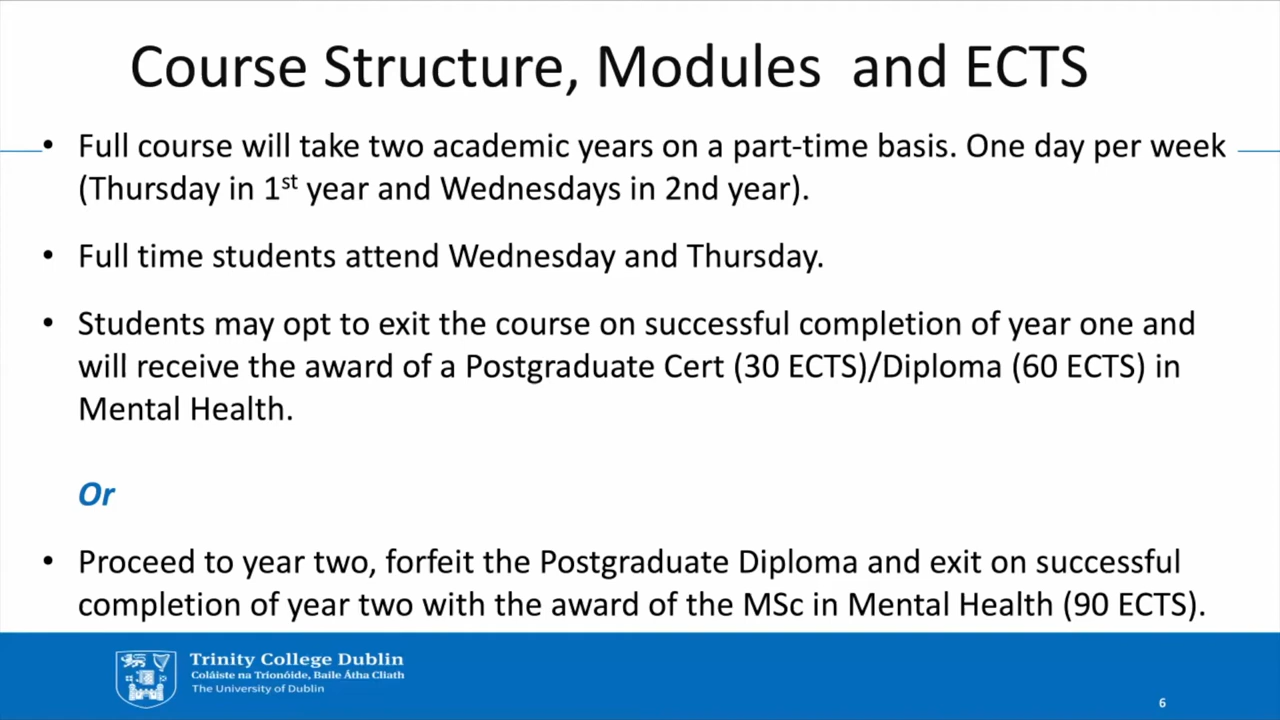 Course Structure, Modules  and ECTS
• Full course will take two academic years on a part-time basis. One day per week
(Thursday in 1st year and Wednesdays in 2nd year).
• Full time students attend Wednesday and Thursday.
• Students may opt to exit the course on successful completion of year one and
will receive the award of a Postgraduate Cert (30 ECTS)/Diploma (60 ECTS) in
Mental Health.
Or
• Proceed to year two, forfeit the Postgraduate Diploma and exit on successful
completion of year two with the award of the MSc in Mental Health (90 ECTS).
Trinity College Dublin
Coláiste na Tríonóide, Baile Átha Cliath
The University of Dublin
6